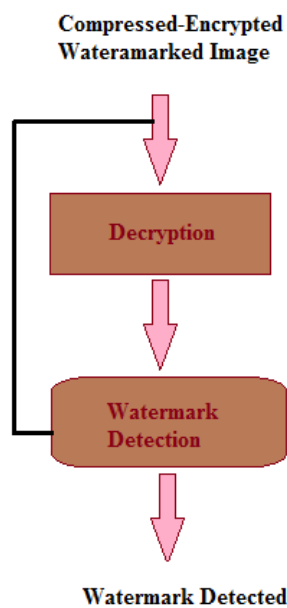 Compressed-Encrypted
Wateramarked Image
Decryption
Watermark
Detection
Watermark Detected